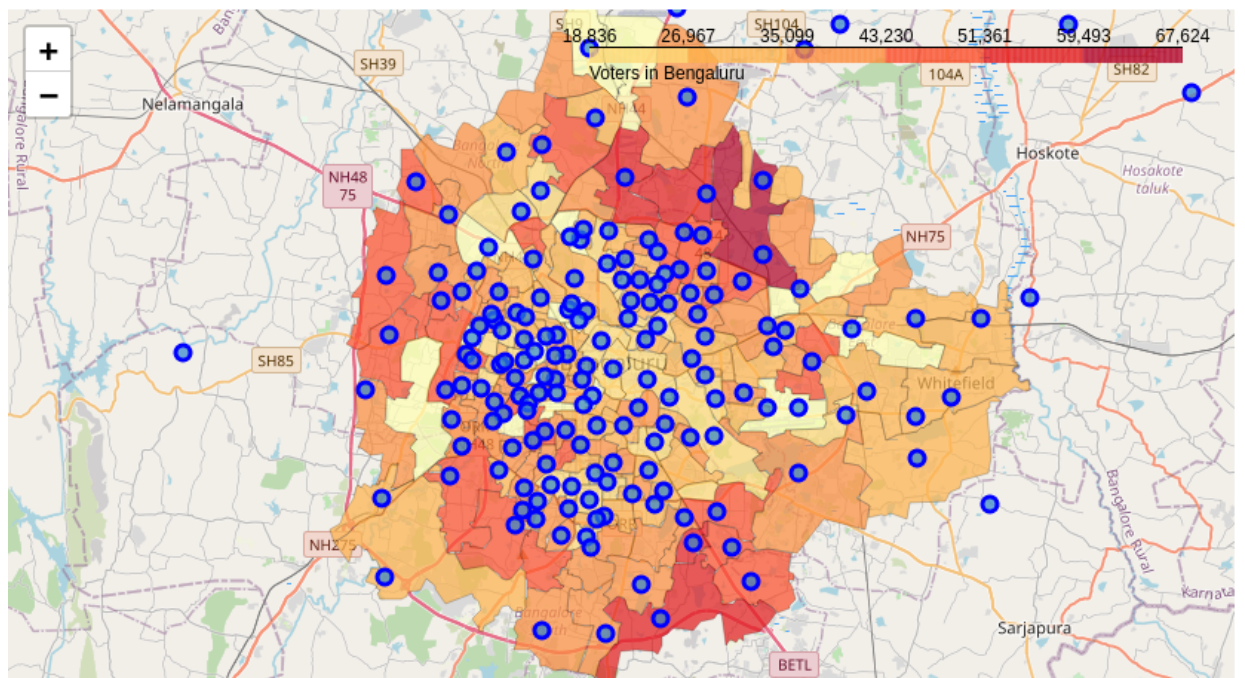 SH9
SH104
18,836 26,967 35,099 43,230 51,361 59,493 67,624
+
SH39
104A
SH82
Voters in Bengaluru
−
Nelamangala
Hoskote
Bangalore Rural
NH48
75
Hosakote
taluk
NH75
SH85
Whitefield
NH275
Bangalore Rural
Karnata
Sarjapura
BETL